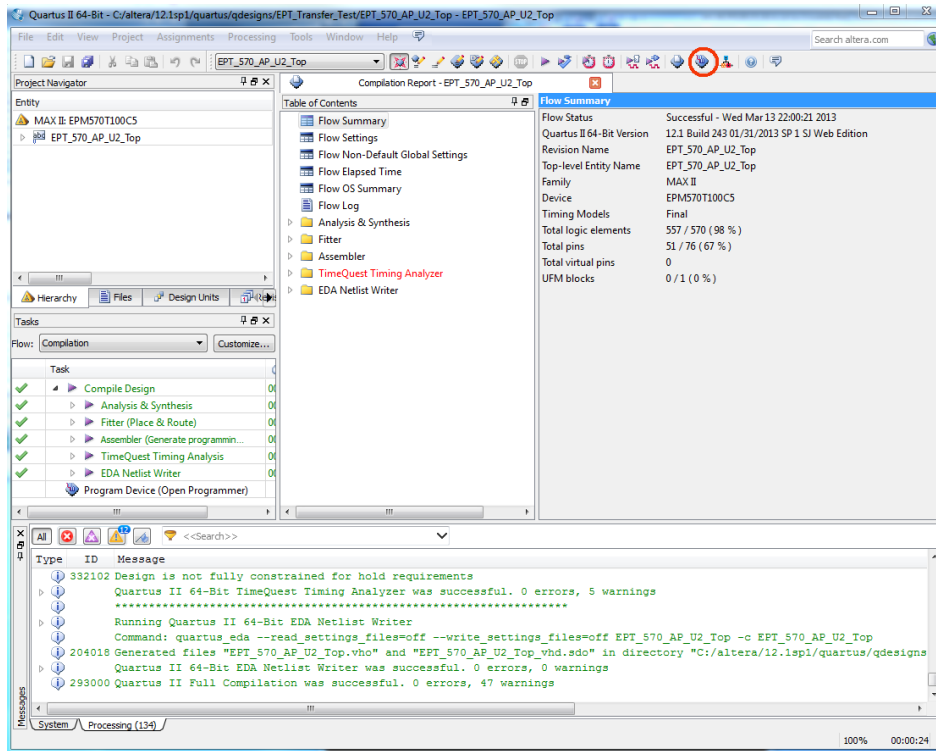 Quartus II 64-Bit - C:/altera/12.1sp1/quartus/qdesigns/EPT_Transfer_Test/EPT_570_AP_U2_Top - EPT_570_AP_U2_Top
File Edit View Project Assignments Processing Tools Window Help
Search altera.com
EPT_570_AP_U2_Top
Project Navigator
Entity
MAX II: EPM570T100C5
EPT_570_AP_U2_Top
Hierarchy Files Design Units
Tasks
Flow: Compilation Customize...
Task
Compile Design 00
Analysis & Synthesis 00
Fitter (Place & Route) 00
Assembler (Generate programmin... 00
TimeQuest Timing Analysis 00
EDA Netlist Writer 00
Program Device (Open Programmer)
Compilation Report - EPT_570_AP_U2_Top
Table of Contents
Flow Summary
Flow Settings
Flow Non-Default Global Settings
Flow Elapsed Time
Flow OS Summary
Flow Log
Analysis & Synthesis
Fitter
Assembler
TimeQuest Timing Analyzer
EDA Netlist Writer
Flow Summary
Flow Status Successful - Wed Mar 13 22:00:21 2013
Quartus II 64-Bit Version 12.1 Build 243 01/31/2013 SP 1 SJ Web Edition
Revision Name EPT_570_AP_U2_Top
Top-level Entity Name EPT_570_AP_U2_Top
Family MAX II
Device EPM570T100C5
Timing Models Final
Total logic elements 557 / 570 ( 98 % )
Total pins 51 / 76 ( 67 % )
Total virtual pins 0
UFM blocks 0 / 1 ( 0 % )
All 12 <<Search>>
Type ID Message
332102 Design is not fully constrained for hold requirements
Quartus II 64-Bit TimeQuest Timing Analyzer was successful. 0 errors, 5 warnings
*******************************************************************
Running Quartus II 64-Bit EDA Netlist Writer
Command: quartus_eda --read_settings_files=off --write_settings_files=off EPT_570_AP_U2_Top -c EPT_570_AP_U2_Top
204018 Generated files "EPT_570_AP_U2_Top.vho" and "EPT_570_AP_U2_Top_vhd.sdo" in directory "C:/altera/12.1sp1/quartus/qdesigns
Quartus II 64-Bit EDA Netlist Writer was successful. 0 errors, 0 warnings
293000 Quartus II Full Compilation was successful. 0 errors, 47 warnings
Messages
System Processing (134)
100% 00:00:24